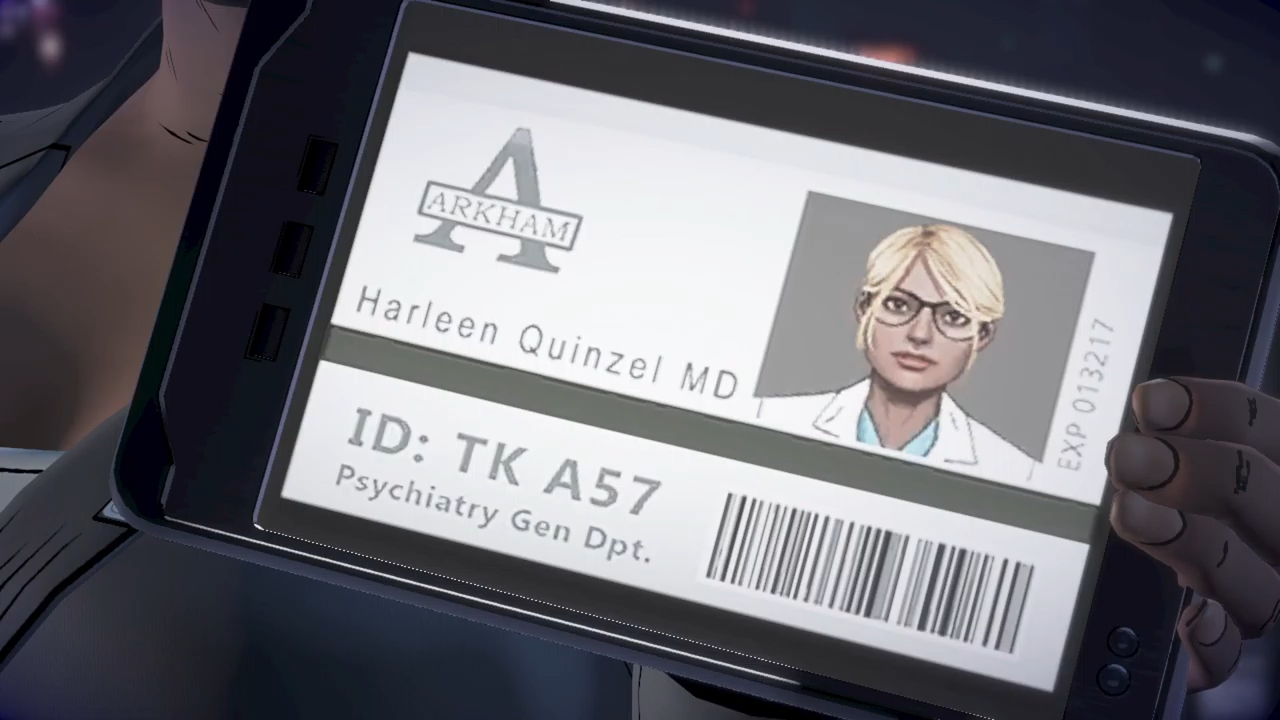 ARKHAM
Harleen Quinzel MD
EXP 013217
ID: TK A57
Psychiatry Gen Dpt.